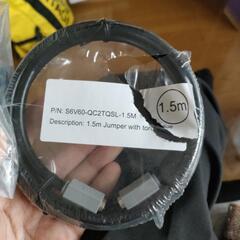 P/N: S6V60-QC2TQSL-1.5M
1.5m
Description: 1.5m Jumper with